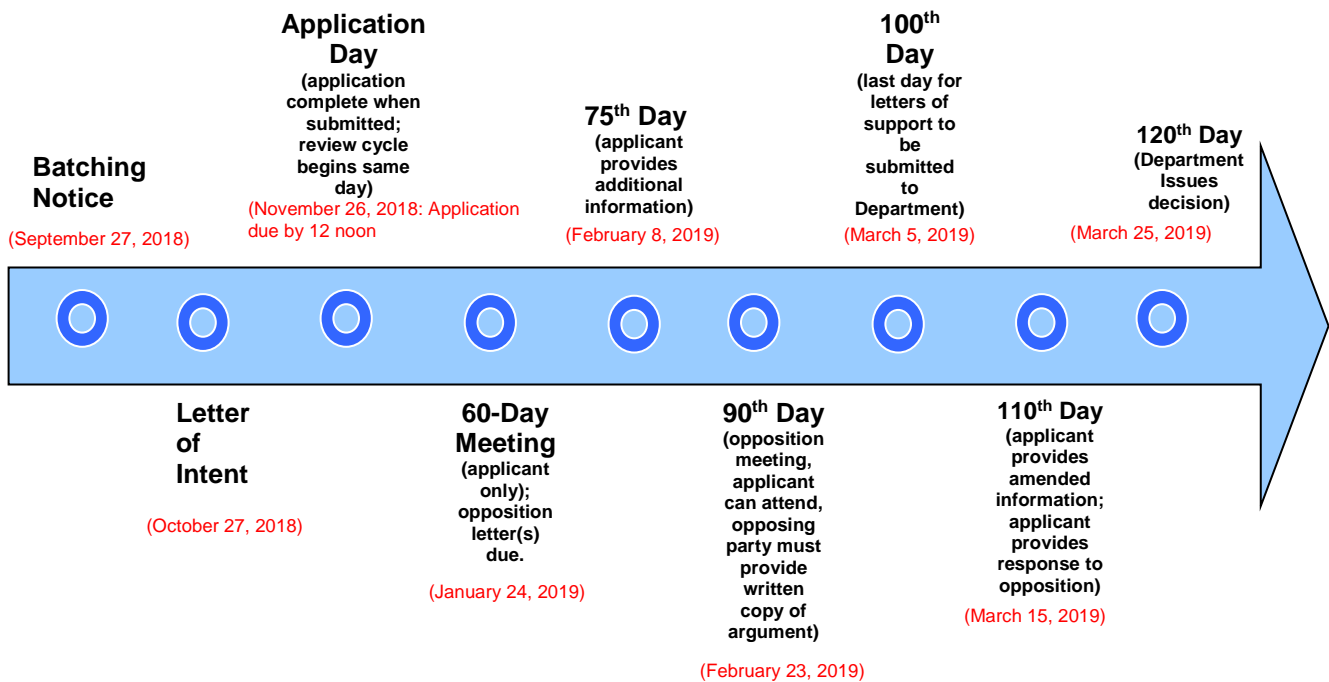 Batching
Notice
(September 27, 2018)
Letter
of
Intent
(October 27, 2018)
Application
Day
(application
complete when
submitted;
review cycle
begins same
day)
(November 26, 2018: Application
due by 12 noon
60-Day
Meeting
(applicant
only);
opposition
letter(s)
due.
(January 24, 2019)
75th Day
(applicant
provides
additional
information)
(February 8, 2019)
90th Day
(opposition
meeting,
applicant
can attend,
opposing
party must
provide
written
copy of
argument)
(February 23, 2019)
100th
Day
(last day for
letters of
support to
be
submitted
to
Department)
(March 5, 2019)
110th Day
(applicant
provides
amended
information;
applicant
provides
response to
opposition)
(March 15, 2019)
120th Day
(Department
Issues
decision)
(March 25, 2019)